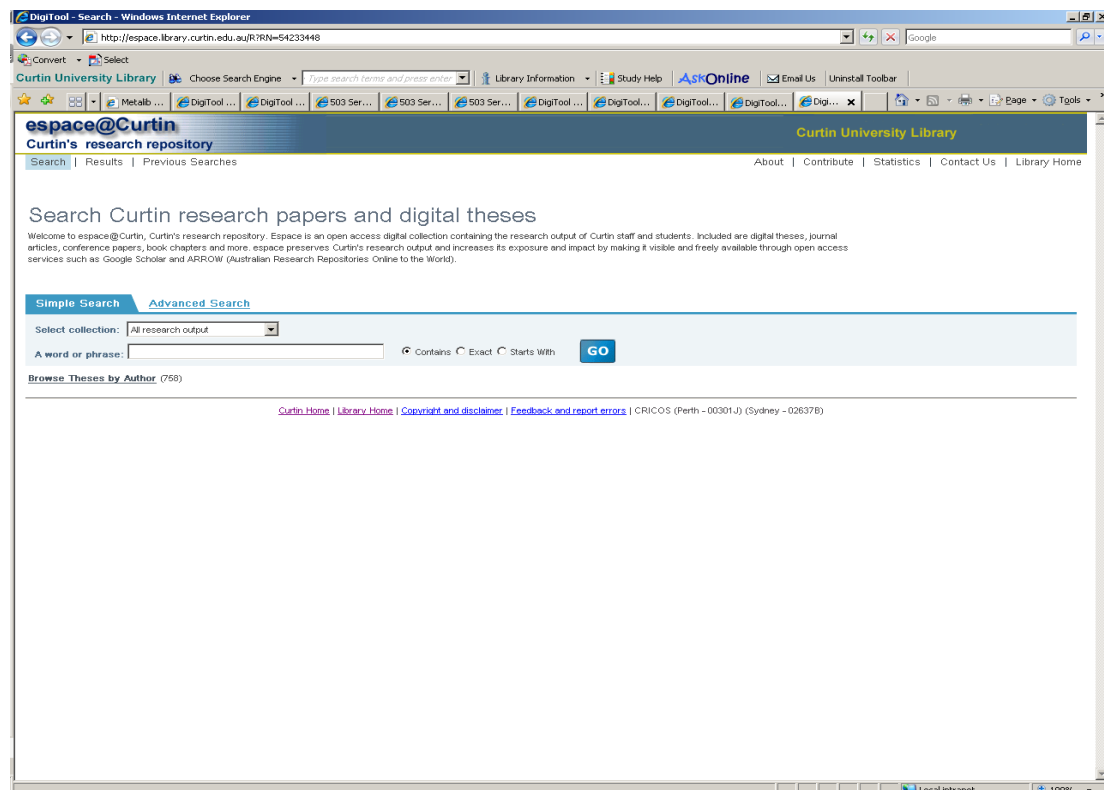 DigiTool - Search - Windows Internet Explorer
http://espace.library.curtin.edu.au/R?RN=54233448
Google
Convert Select
Curtin University Library Choose Search Engine Type search terms and press enter Library Information Study Help AskOnline Email Us Uninstall Toolbar
Metalib ... DigiTool ... DigiTool ... 503 Ser... 503 Ser... 503 Ser... DigiTool ... DigiTool... DigiTool... DigiTool... Digi... Page Tools
espace@Curtin
Curtin's research repository
Curtin University Library
Search | Results | Previous Searches
About | Contribute | Statistics | Contact Us | Library Home
Search Curtin research papers and digital theses
Welcome to espace@Curtin, Curtin's research repository. Espace is an open access digital collection containing the research output of Curtin staff and students. Included are digital theses, journal
articles, conference papers, book chapters and more. espace preserves Curtin's research output and increases its exposure and impact by making it visible and freely available through open access
services such as Google Scholar and ARROW (Australian Research Repositories Online to the World).
Simple Search Advanced Search
Select collection: All research output
A word or phrase: Contains Exact Starts With GO
Browse Theses by Author (758)
Curtin Home | Library Home | Copyright and disclaimer | Feedback and report errors | CRICOS (Perth - 00301J) (Sydney - 02637B)
Local intranet 100%